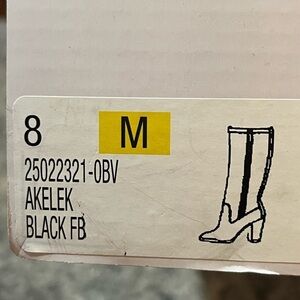 8 M
25022321-0BV
AKELEK
BLACK FB